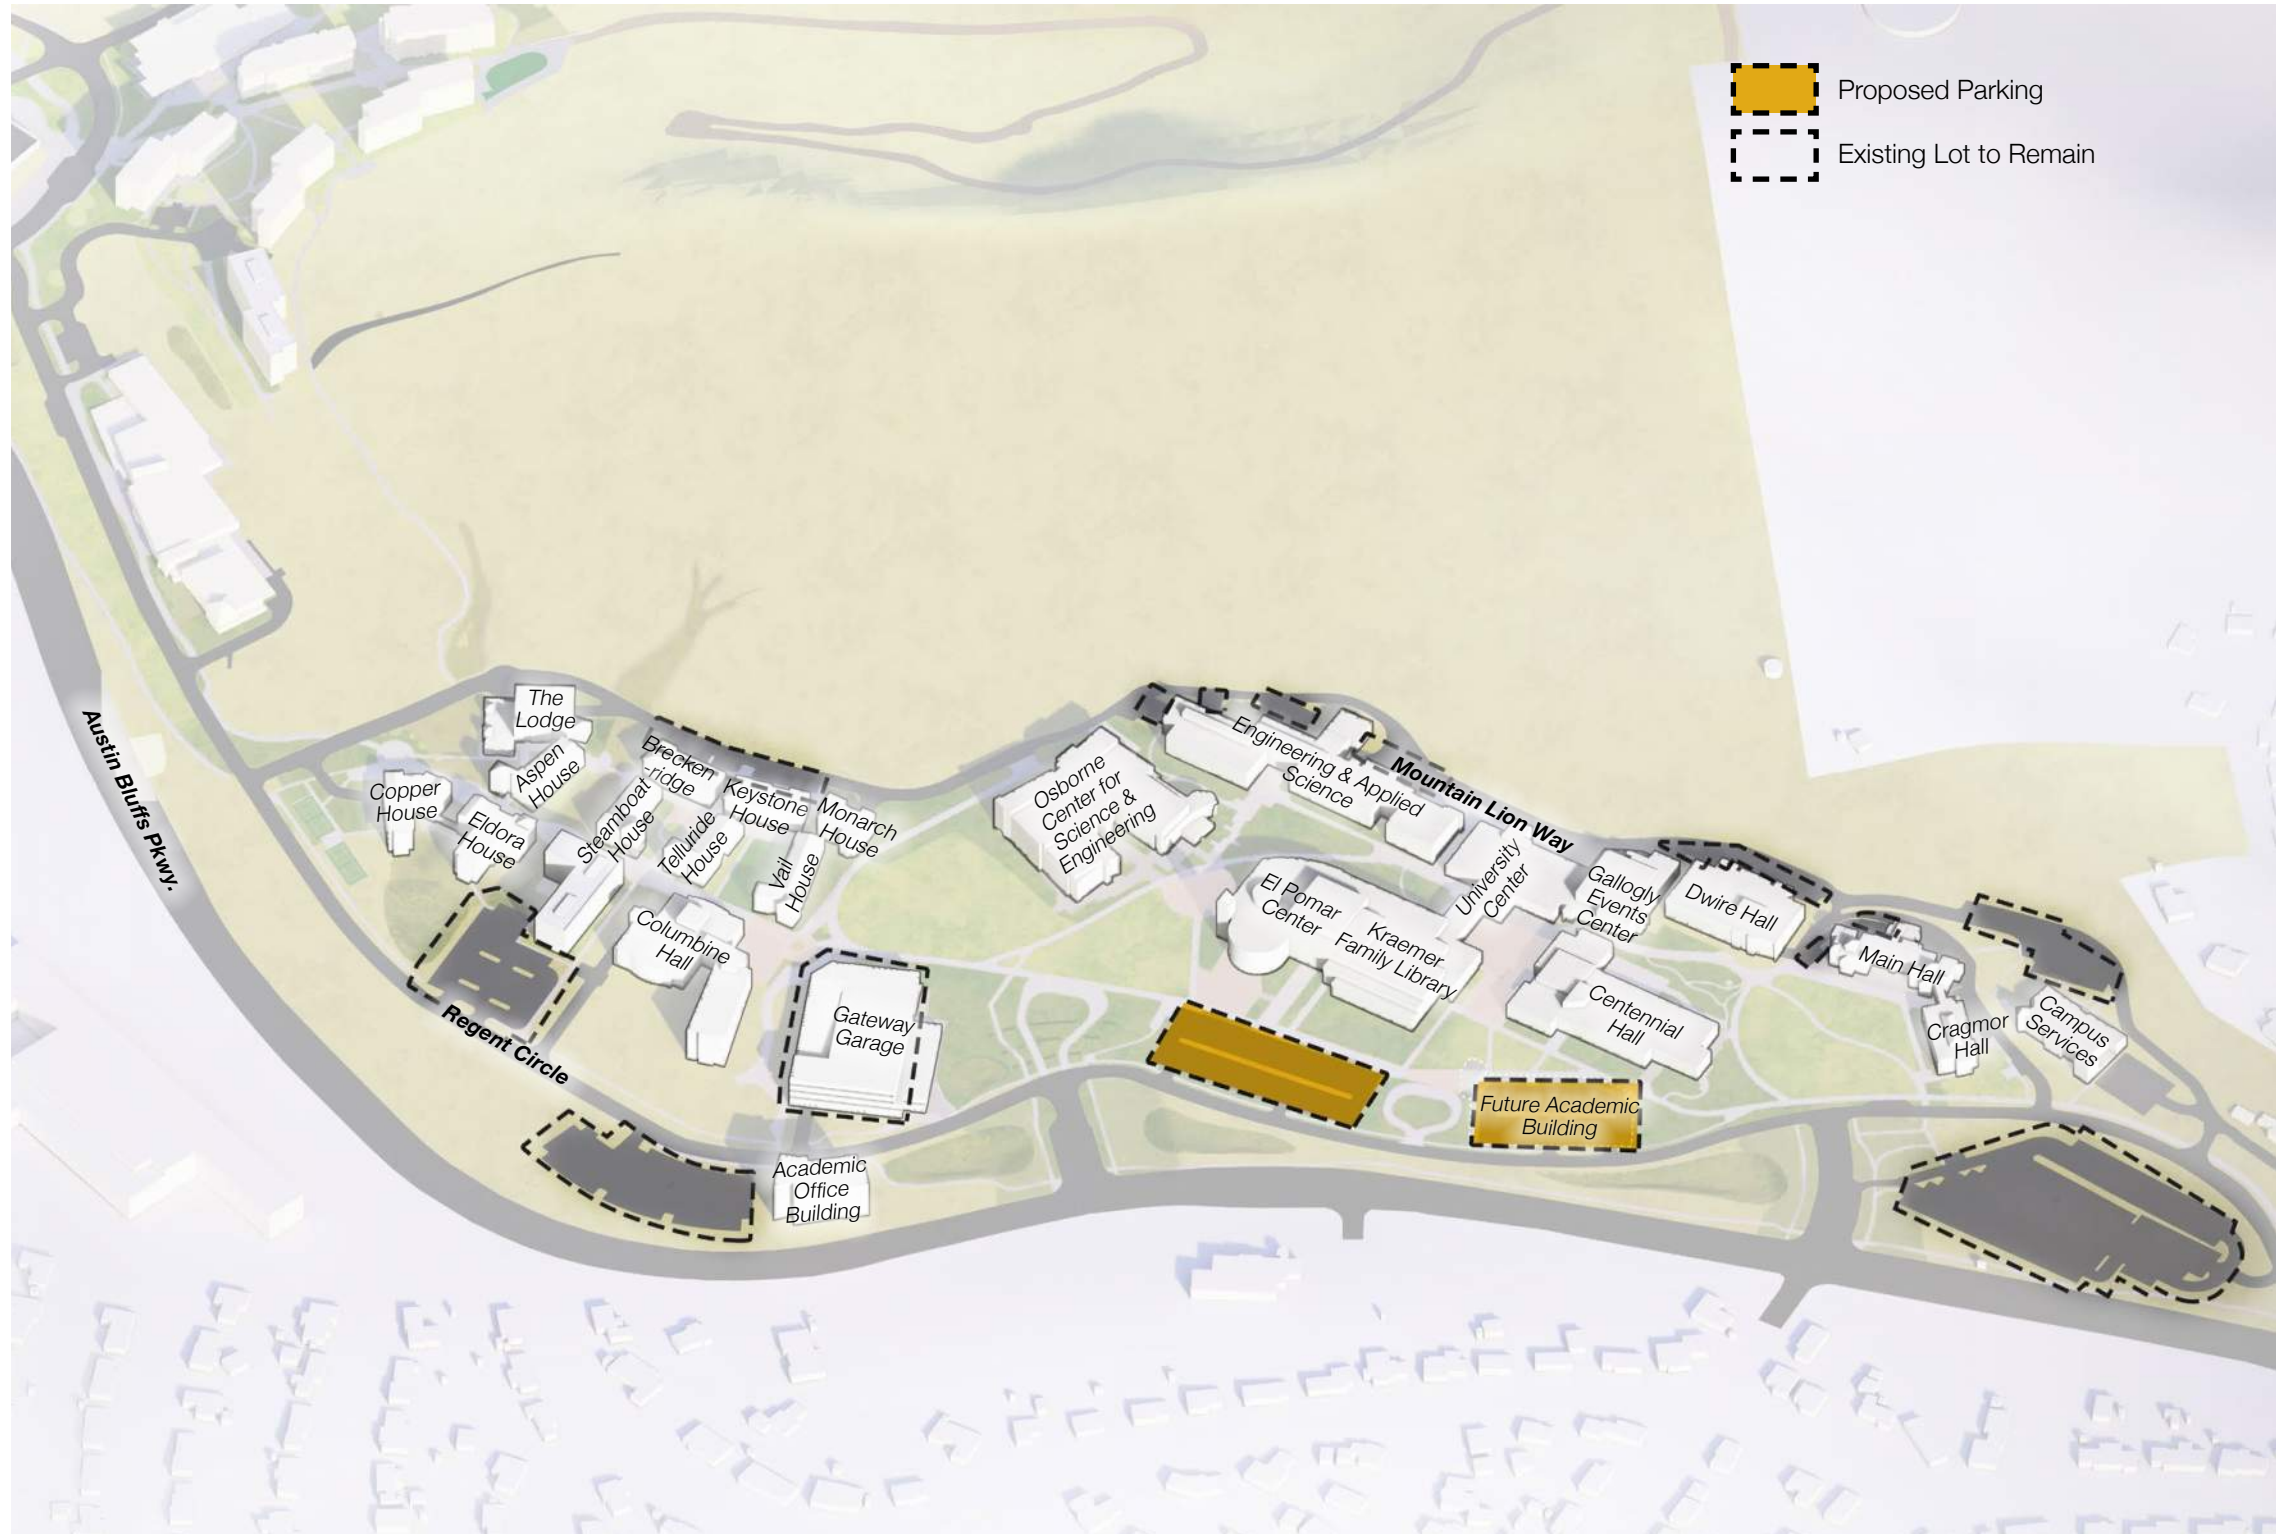 Proposed Parking
Existing Lot to Remain
The
Lodge
Aspen
House
Copper
House
Eldora
House
Brecken
-ridge
Steamboat
House
Keystone
House
Monarch
House
Telluride
House
Vail
House
Columbine
Hall
Gateway
Garage
Academic
Office
Building
Austin Bluffs Pkwy.
Regent Circle
Osborne
Center for
Science &
Engineering
Engineering & Applied
Science
Mountain Lion Way
University
Center
El Pomar
Center
Kraemer
Family Library
Gallogly
Events
Center
Dwire Hall
Main Hall
Centennial
Hall
Cragmor
Hall
Campus
Services
Future Academic
Building